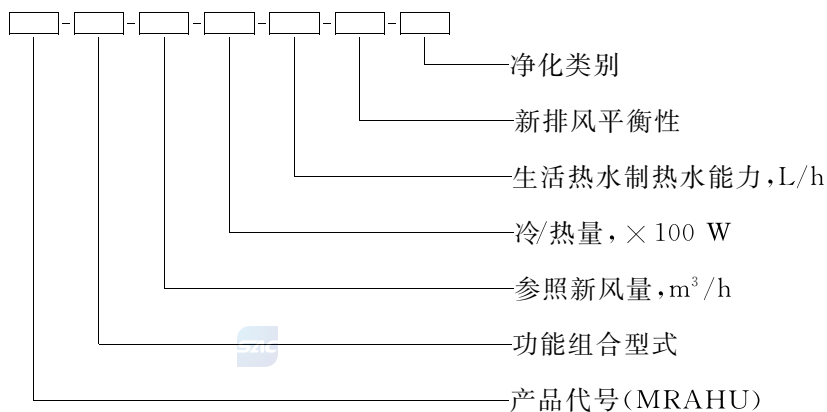 净化类别
新排风平衡性
生活热水制热水能力,L/h
冷/热量,×100 W
参照新风量,m³/h
功能组合型式
SZIC
产品代号(MRAHU)